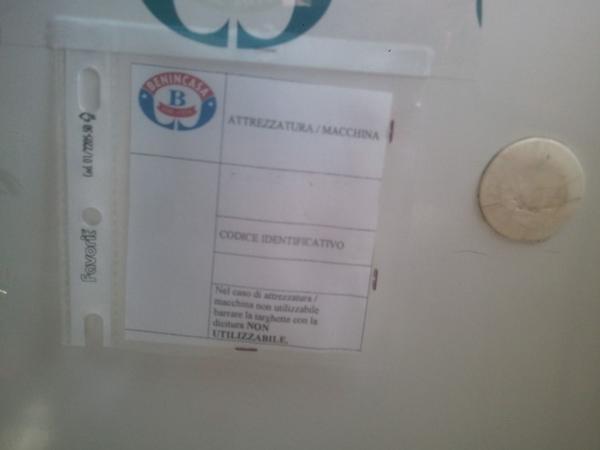 BENINCASA
B
ATTREZZATURA / MACCHINA
CODICE IDENTIFICATIVO
Nel caso di attrezzatura /
macchina non utilizzabile
barrare la targhette con la
dicitura NON
UTILIZZABILE.
Favorit